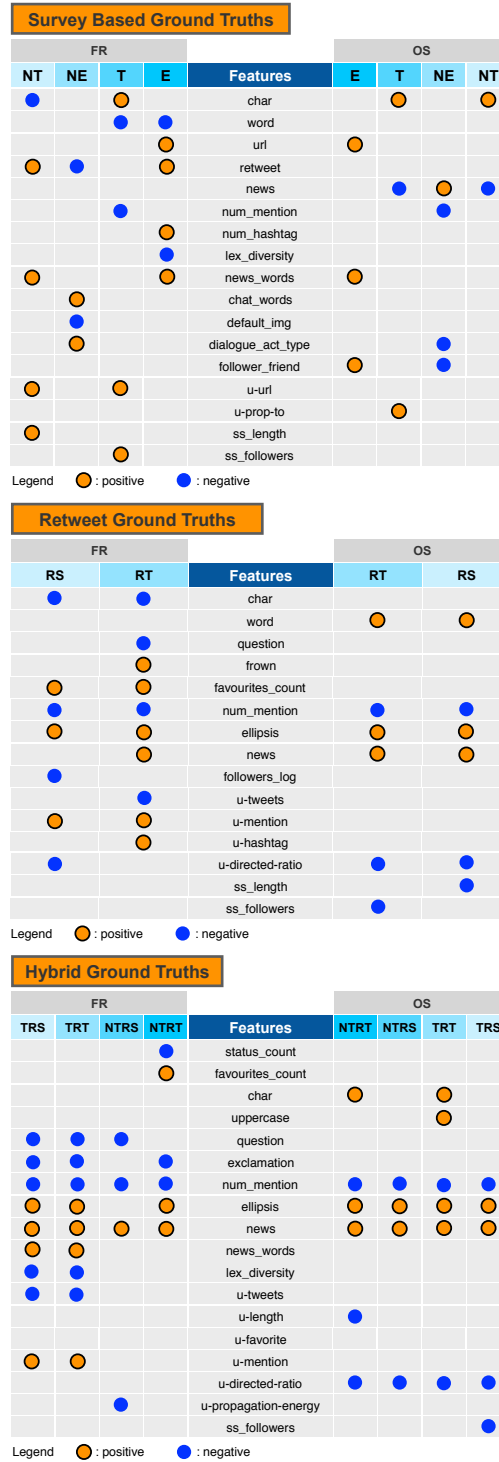 Survey Based Ground Truths
FR OS
NT NE T E Features E T NE NT
char
word
url
retweet
news
num_mention
num_hashtag
lex_diversity
news_words
chat_words
default_img
dialogue_act_type
follower_friend
u-url
u-prop-to
ss_length
ss_followers
Legend : positive : negative
Retweet Ground Truths
FR OS
RS RT Features RT RS
char
word
question
frown
favourites_count
num_mention
ellipsis
news
followers_log
u-tweets
u-mention
u-hashtag
u-directed-ratio
ss_length
ss_followers
Legend : positive : negative
Hybrid Ground Truths
FR OS
TRS TRT NTRS NTRT Features NTRT NTRS TRT TRS
status_count
favourites_count
char
uppercase
question
exclamation
num_mention
ellipsis
news
news_words
lex_diversity
u-tweets
u-length
u-favorite
u-mention
u-directed-ratio
u-propagation-energy
ss_followers
Legend : positive : negative